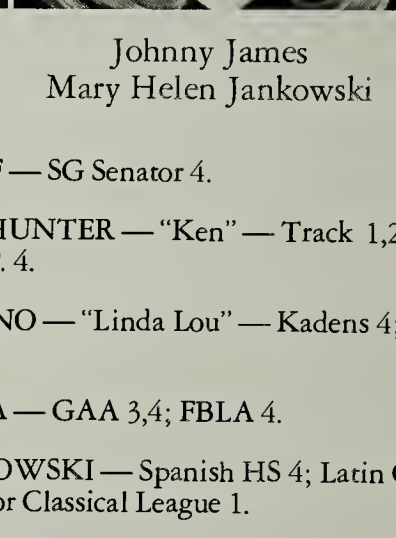 Johnny James
Mary Helen Jankowski
— SG Senator 4.
HUNTER — “Ken” — Track 1,2
. 4.
NO — “Linda Lou” — Kadens 4;
A — GAA 3,4; FBLA 4.
OWSKI — Spanish HS 4; Latin
or Classical League 1.